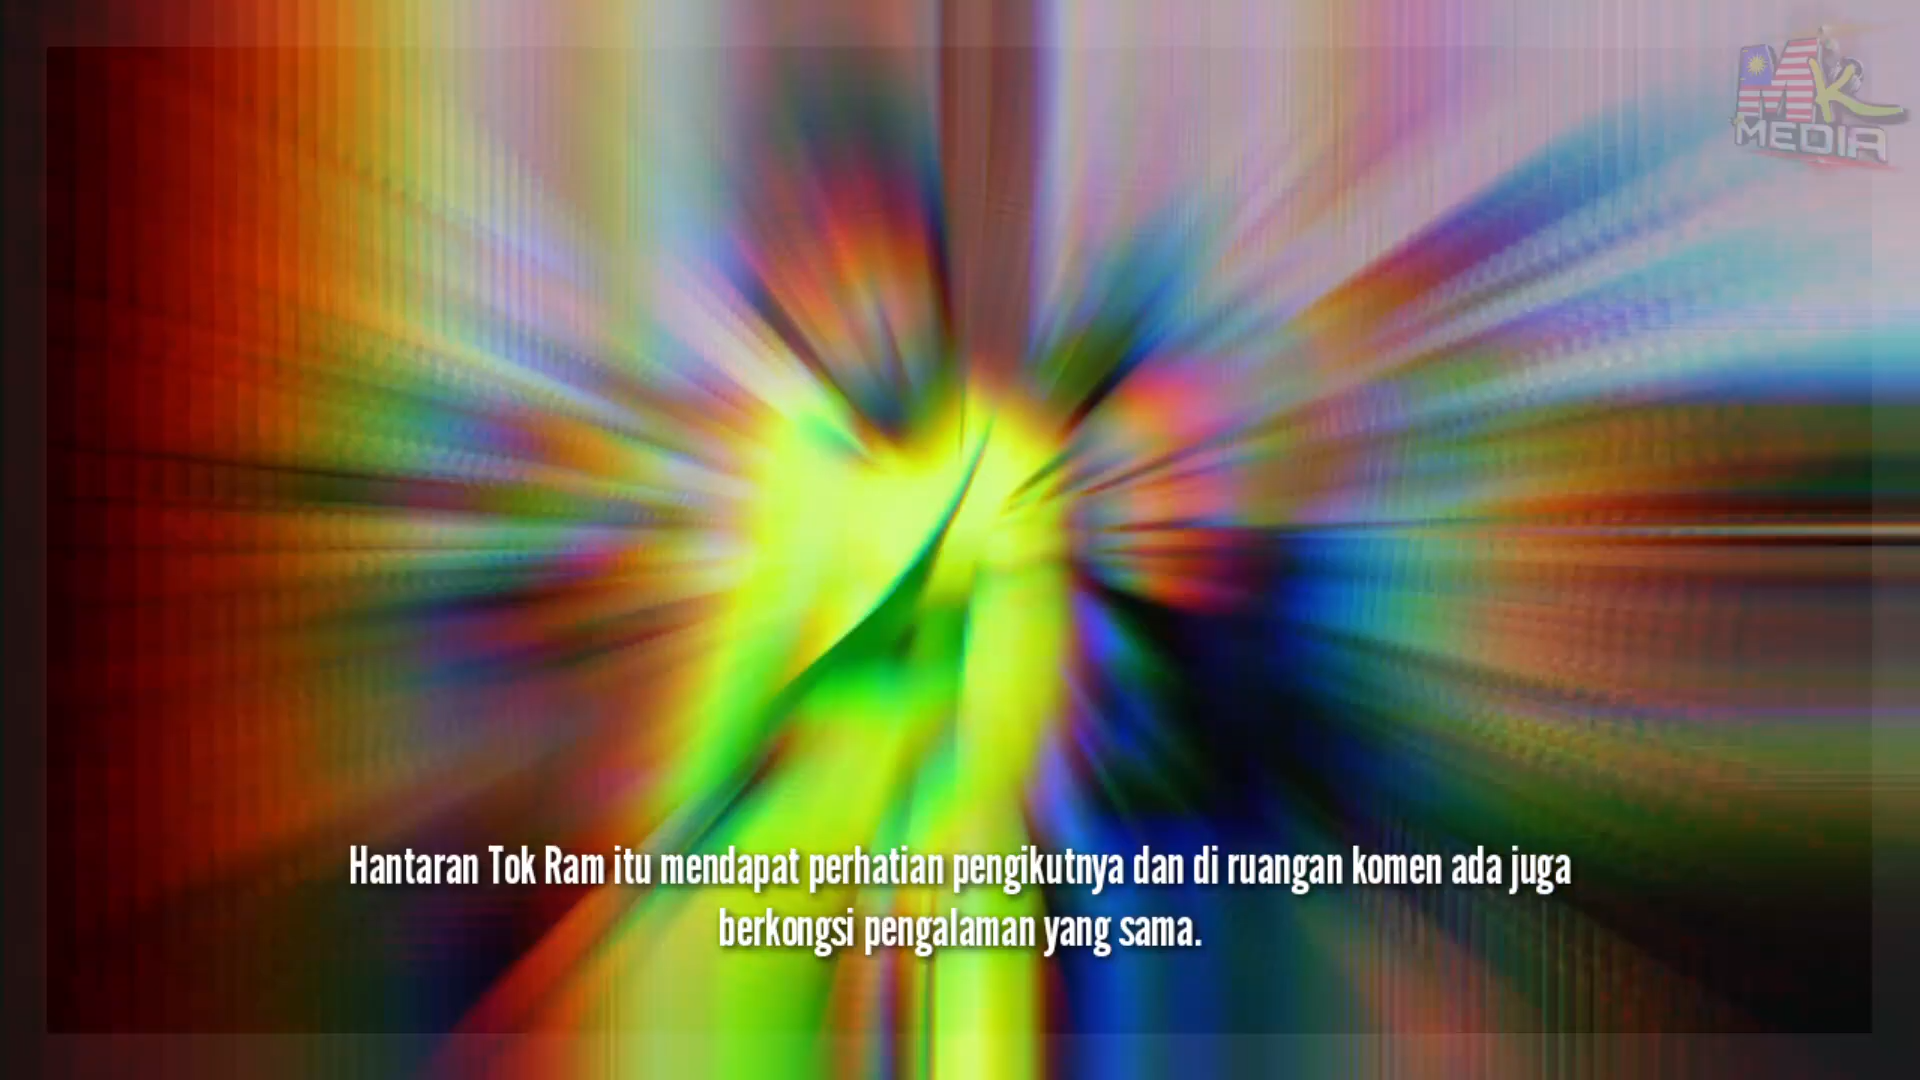 MK
MEDIA
Hantaran Tok Ram itu mendapat perhatian pengikutnya dan di ruangan komen ada juga
berkongsi pengalaman yang sama.